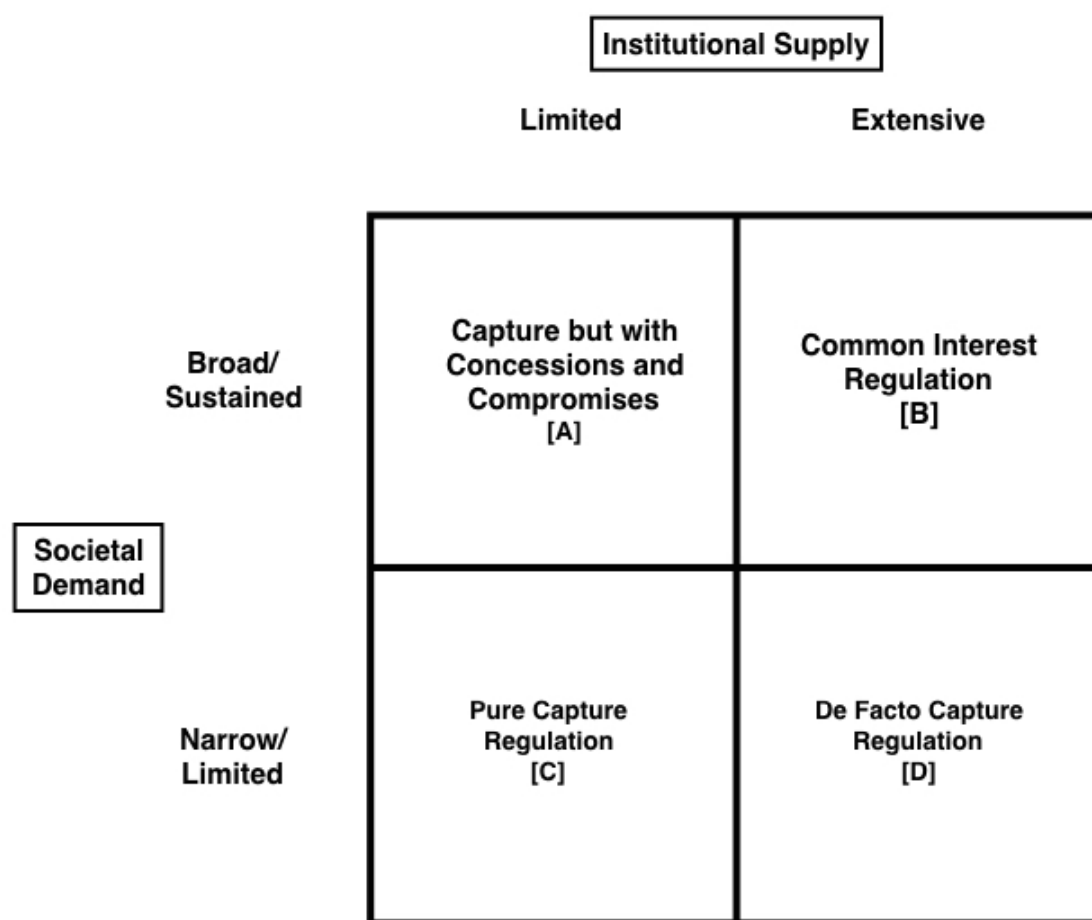 Institutional Supply
Limited
Extensive
Broad/
Sustained
Capture but with
Concessions and
Compromises
[A]
Common Interest
Regulation
[B]
Societal
Demand
Narrow/
Limited
Pure Capture
Regulation
[C]
De Facto Capture
Regulation
[D]